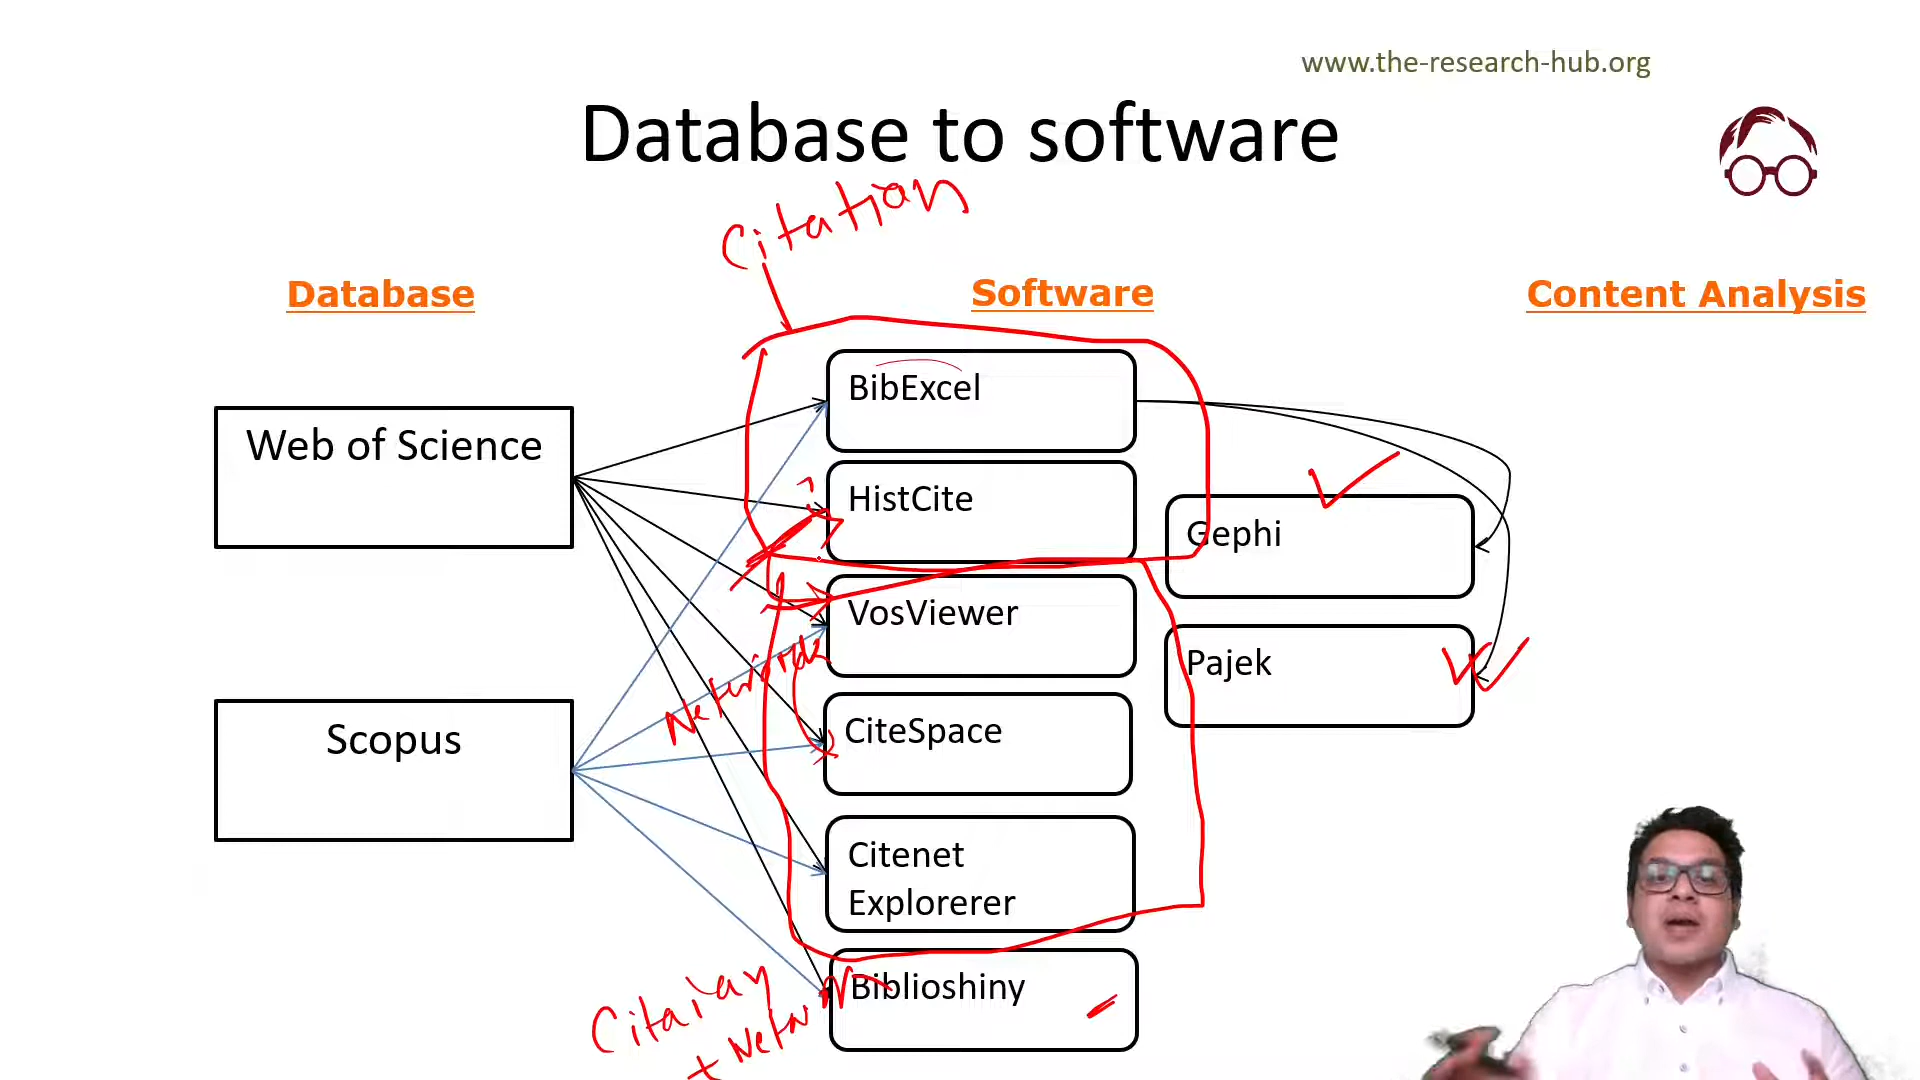 www.the-research-hub.org
Database to software
Citation
Database
Software
Content Analysis
BibExcel
Web of Science
HistCite
Gephi
VosViewer
Network
Pajek
Scopus
CiteSpace
Citenet
Explorerer
Biblioshiny
Citation
+ Network